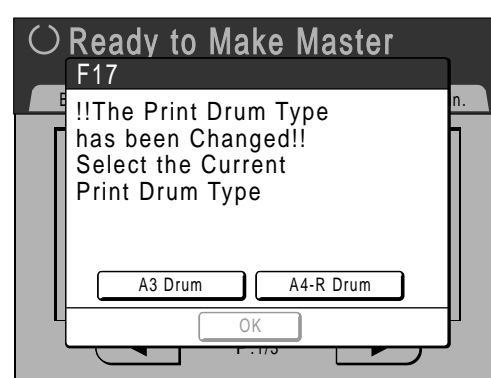 Ready to Make Master
F17
!!The Print Drum Type
has been Changed!!
Select the Current
Print Drum Type
A3 Drum
A4-R Drum
OK